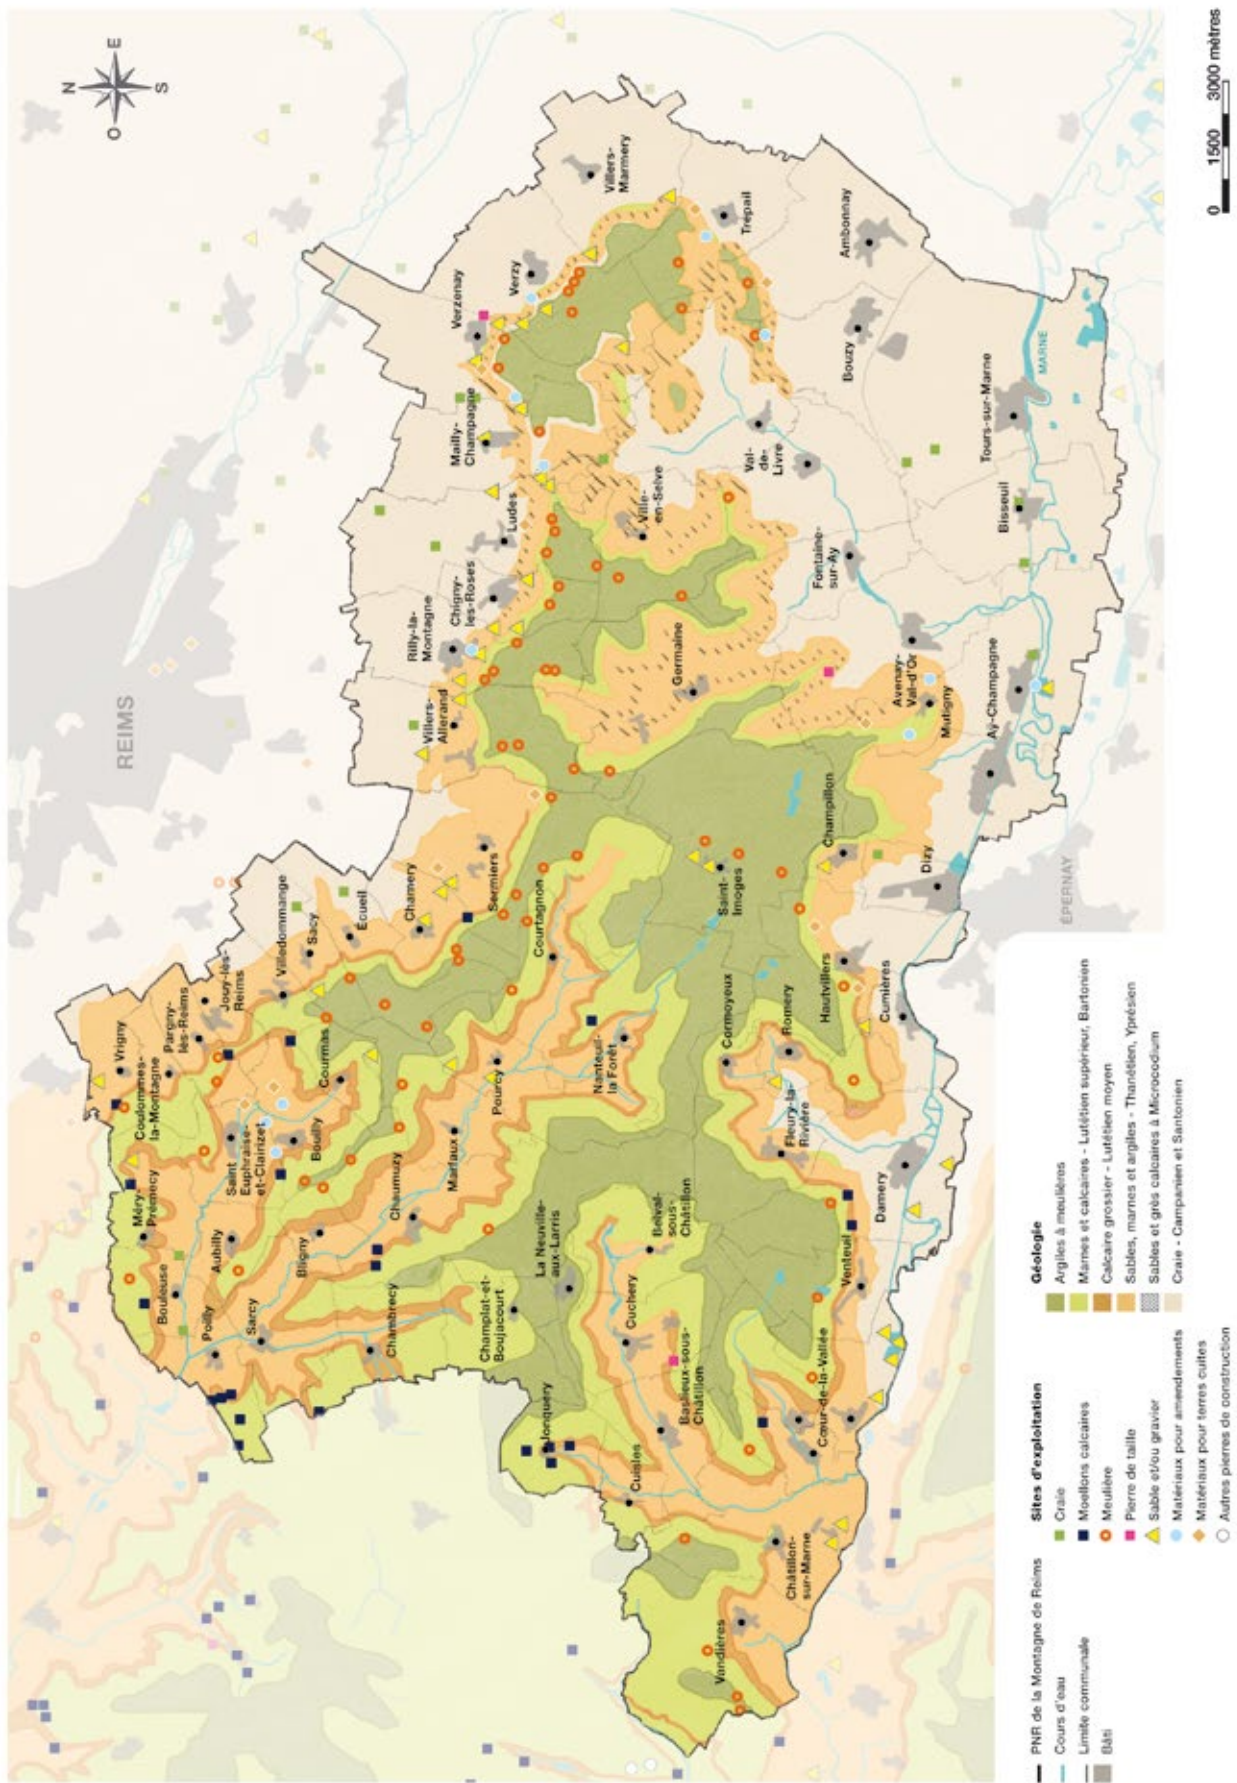 N
E
S
O
REIMS
ÉPERNAY
MARNE
Vrigny
Coulommes-
la-Montagne
Pargny-
lès-Reims
Jouy-lès-
Reims
Villedommange
Sacy
Écueil
Chamery
Sermiers
Courtagnon
Villers-
Allerand
Rilly-la-
Montagne
Chigny-
les-Roses
Ludes
Mailly-
Champagne
Verzenay
Verzy
Villers-
Marmery
Trépail
Ambonnay
Bouzy
Tours-sur-Marne
Val-
de-
Livre
Ville-
en-Selve
Bisseuil
Fontaine-
sur-Ay
Germaine
Avenay-
Val-d'Or
Mutigny
Aÿ-Champagne
Champillon
Dizy
Saint-
Imoges
Hautvillers
Cumières
Cormoyeux
Romery
Nanteuil-
la Forêt
Fleury-la-
Rivière
Damery
Pourcy
Marfaux
Courmas
Bouilly
Saint
Euphraise-
et-Clairizet
Méry-
Prémecy
Aubilly
Bligny
Chaumuzy
Bouleuse
Poilly
Sarcy
Chambrecy
Champlat-et-
Boujacourt
La Neuville-
aux-Larris
Belval-
sous-
Châtillon
Cuchery
Baslieux-sous-
Châtillon
Venteuil
Cœur-de-la-Vallée
Jonquery
Cuisles
Châtillon-
sur-Marne
Vandières
PNR de la Montagne de Reims
Cours d'eau
Limite communale
Bâti
Sites d'exploitation
Craie
Moellons calcaires
Meulière
Pierre de taille
Sable et/ou gravier
Matériaux pour amendements
Matériaux pour terres cuites
Autres pierres de construction
Géologie
Argiles à meulières
Marnes et calcaires - Lutétien supérieur, Bartonien
Calcaire grossier - Lutétien moyen
Sables, marnes et argiles - Thanétien, Yprésien
Sables et grès calcaires à Microcodium
Craie - Campanien et Santonien
0 1500 3000 mètres